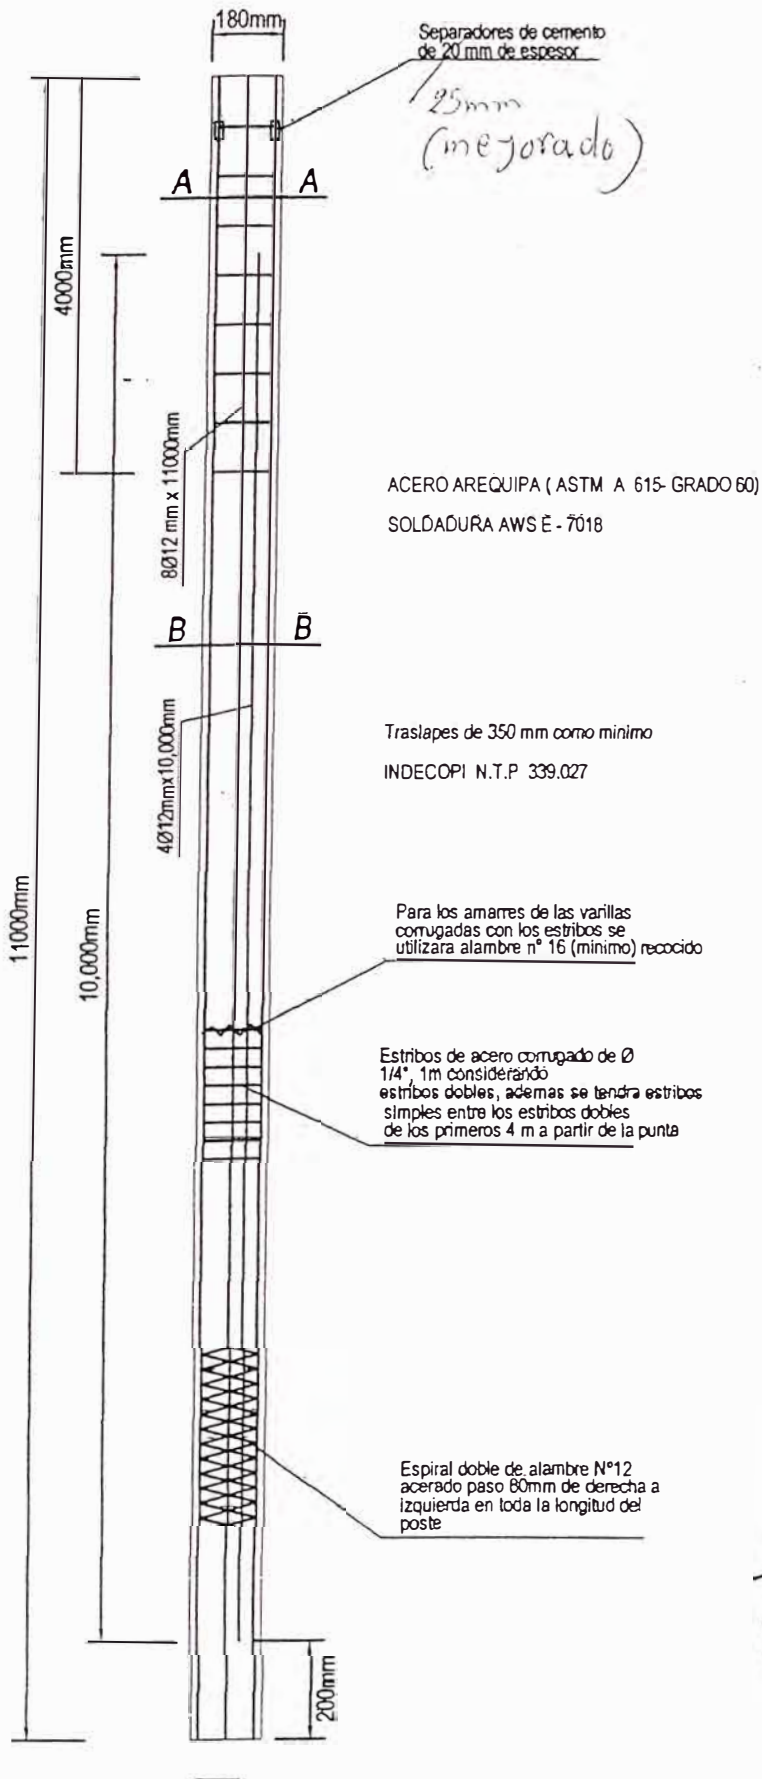 180mm
Separadores de cemento
de 20 mm de espesor
25mm
(mejorado)
A A
4000mm
8Ø12 mm x 11000mm
ACERO AREQUIPA ( ASTM A 615- GRADO 60)
SOLDADURA AWS E - 7018
B B
4Ø12mmx10,000mm
Traslapes de 350 mm como minimo
INDECOPI N.T.P 339.027
11000mm
10,000mm
Para los amarres de las varillas
corrugadas con los estribos se
utilizara alambre n° 16 (minimo) recocido
Estribos de acero corrugado de Ø
1/4", 1m considerando
estribos dobles, ademas se tendra estribos
simples entre los estribos dobles
de los primeros 4 m a partir de la punta
Espiral doble de alambre N°12
acerado paso 80mm de derecha a
izquierda en toda la longitud del
poste
200mm